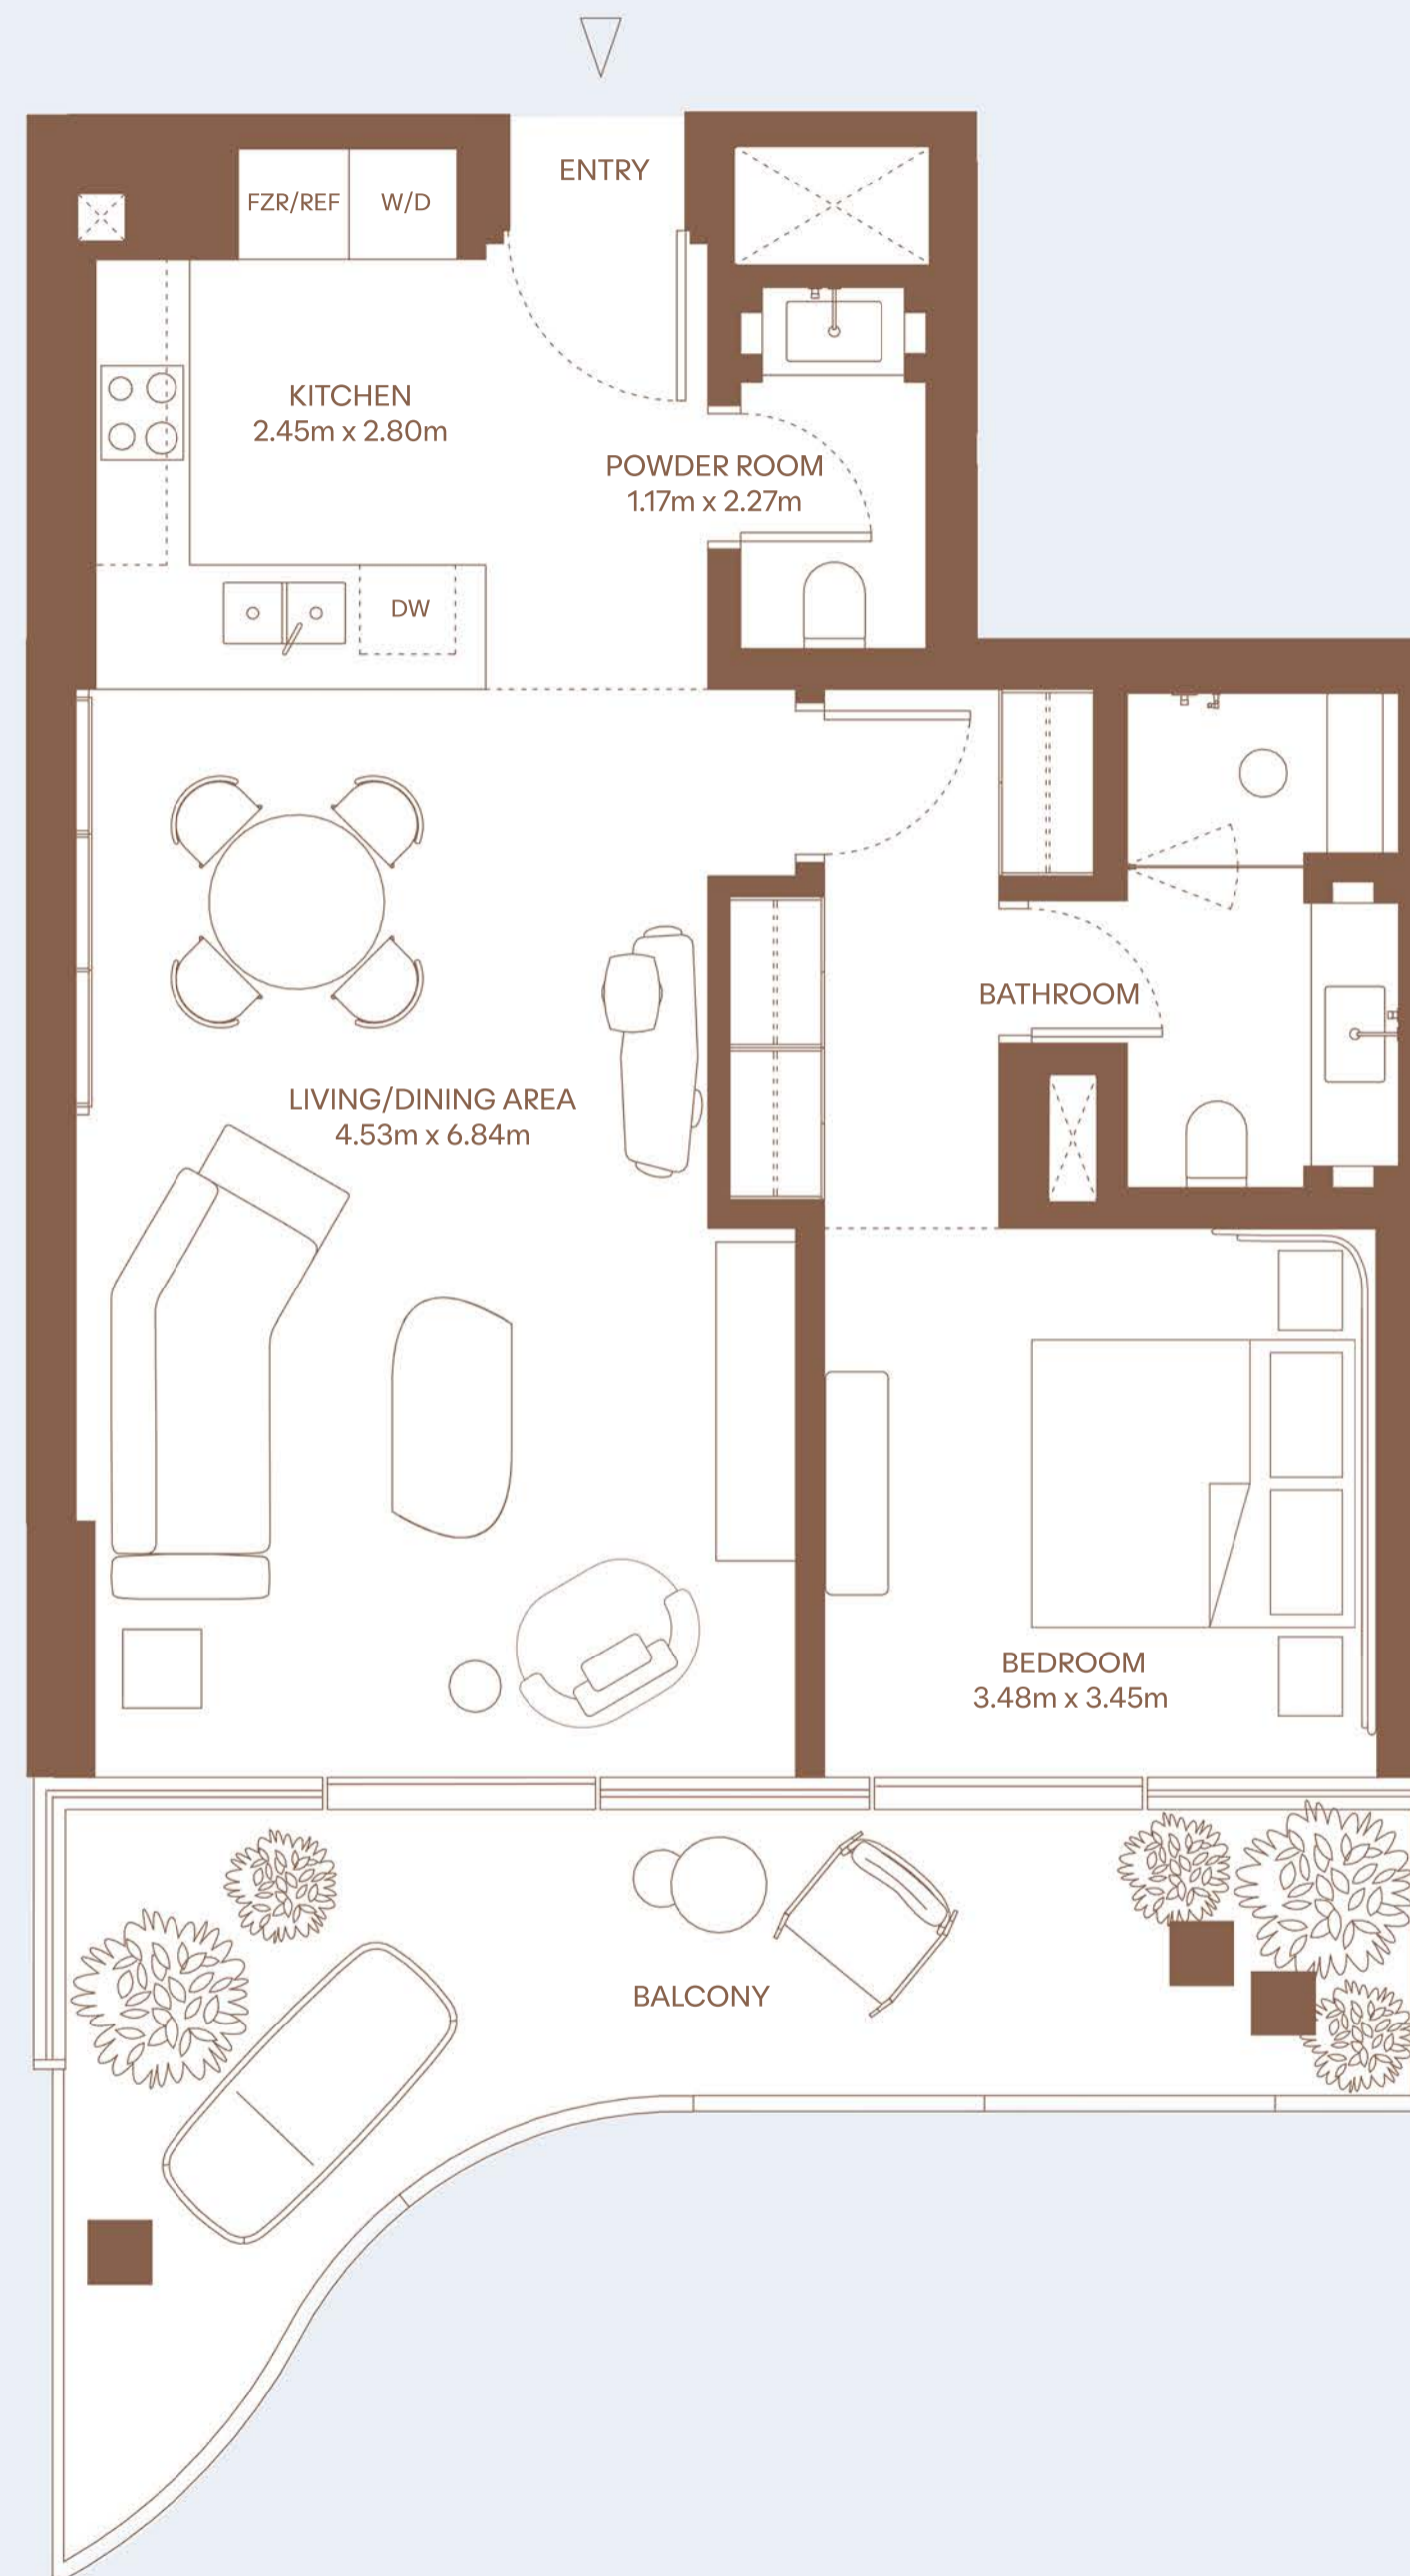 ENTRY
FZR/REF
W/D
KITCHEN
2.45m x 2.80m
POWDER ROOM
1.17m x 2.27m
DW
BATHROOM
LIVING/DINING AREA
4.53m x 6.84m
BEDROOM
3.48m x 3.45m
BALCONY